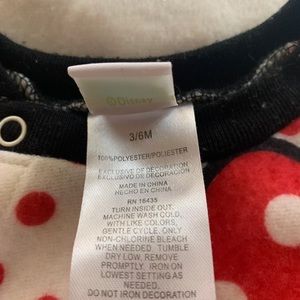 ©Disney
3/6M
100%POLYESTER/POLIESTER
EXCLUSIVE OF DECORATION
EXCLUSIVO DE DECORACION
MADE IN CHINA
HECHO EN CHINA
RN 16435
TURN INSIDE OUT.
MACHINE WASH COLD,
WITH LIKE COLORS,
GENTLE CYCLE. ONLY
NON-CHLORINE BLEACH
WHEN NEEDED. TUMBLE
DRY LOW, REMOVE
PROMPTLY. IRON ON
LOWEST SETTING AS
NEEDED.
DO NOT IRON DECORATION